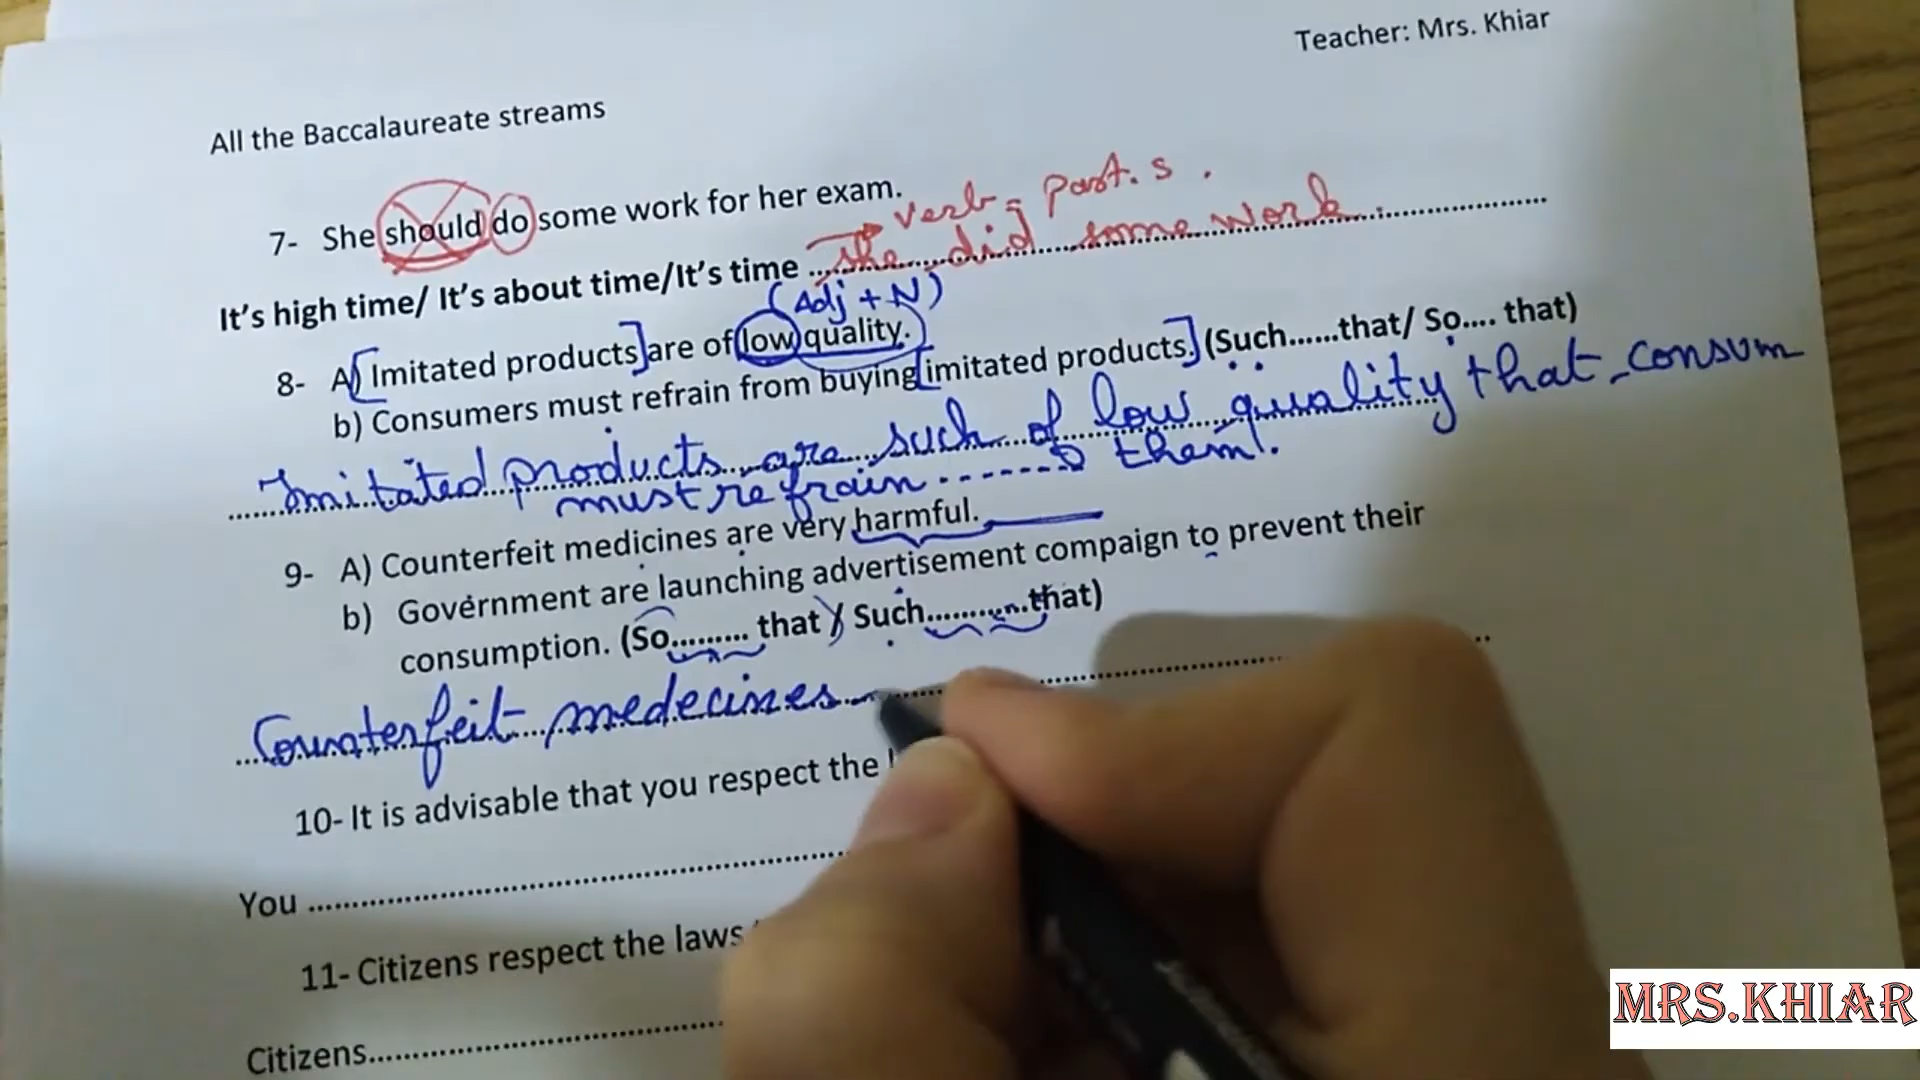 Teacher: Mrs. Khiar
All the Baccalaureate streams
7- She should do some work for her exam.
verb - Past. s.
It's high time/ It's about time/It's time ..... she did some work.
(Adj + N)
8- A) Imitated products are of low quality.
b) Consumers must refrain from buying imitated products. (Such......that/ So.... that)
Imitated products are such of low quality that consum
must refrain ------- them.
9- A) Counterfeit medicines are very harmful.
b) Government are launching advertisement compaign to prevent their
consumption. (So......... that / Such............that)
Counterfeit medecines
10- It is advisable that you respect the
You ................................................
11- Citizens respect the laws
Citizens................................................
MRS.KHIAR